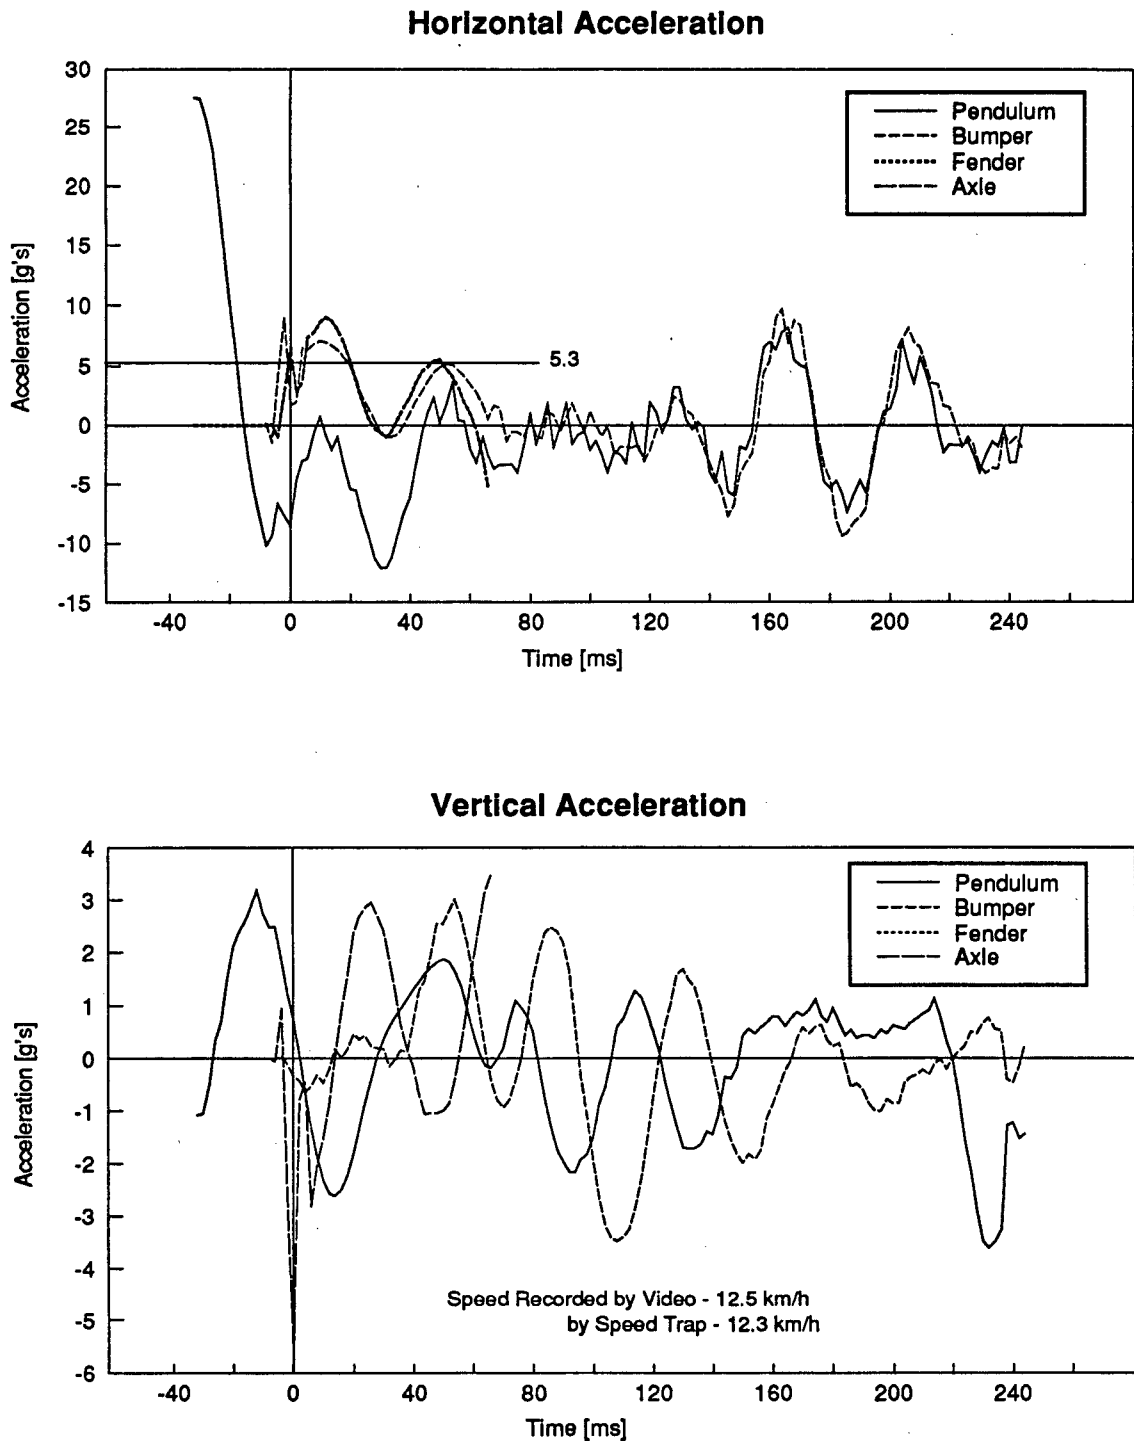 Horizontal Acceleration
30
25
20
15
10
5
0
-5
-10
-15
Acceleration [g's]
Pendulum
Bumper
Fender
Axle
5.3
-40 0 40 80 120 160 200 240
Time [ms]
Vertical Acceleration
4
3
2
1
0
-1
-2
-3
-4
-5
-6
Acceleration [g's]
Pendulum
Bumper
Fender
Axle
Speed Recorded by Video - 12.5 km/h
by Speed Trap - 12.3 km/h
-40 0 40 80 120 160 200 240
Time [ms]